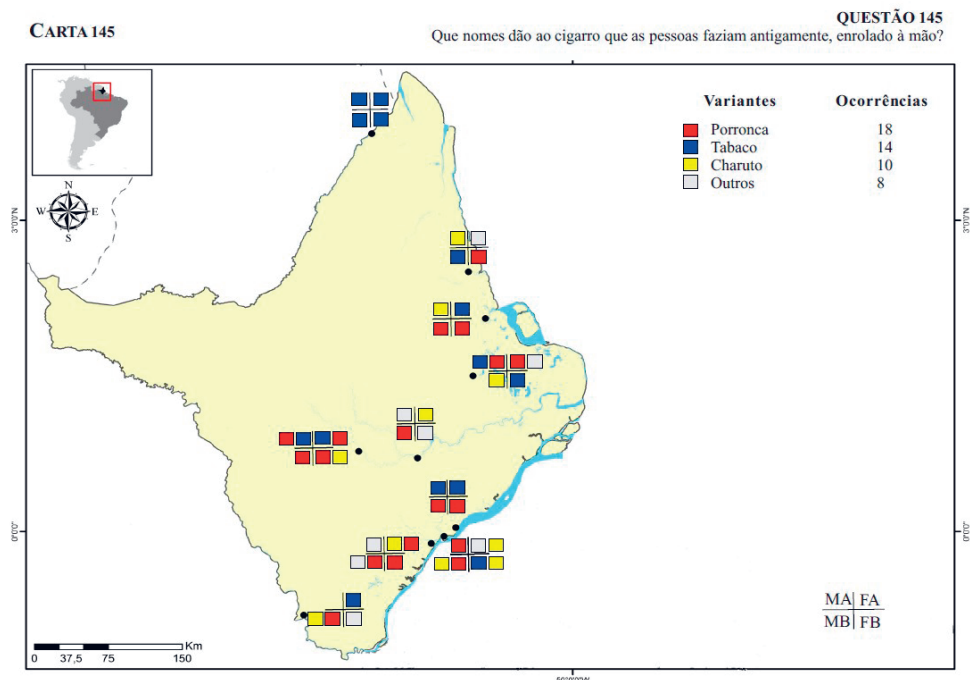 CARTA 145
QUESTÃO 145
Que nomes dão ao cigarro que as pessoas faziam antigamente, enrolado à mão?
Variantes Ocorrências
Porronca 18
Tabaco 14
Charuto 10
Outros 8
N
W E
S
3°0'0"N
3°0'0"N
0°0'0"
0°0'0"
MA FA
MB FB
Km
0 37,5 75 150